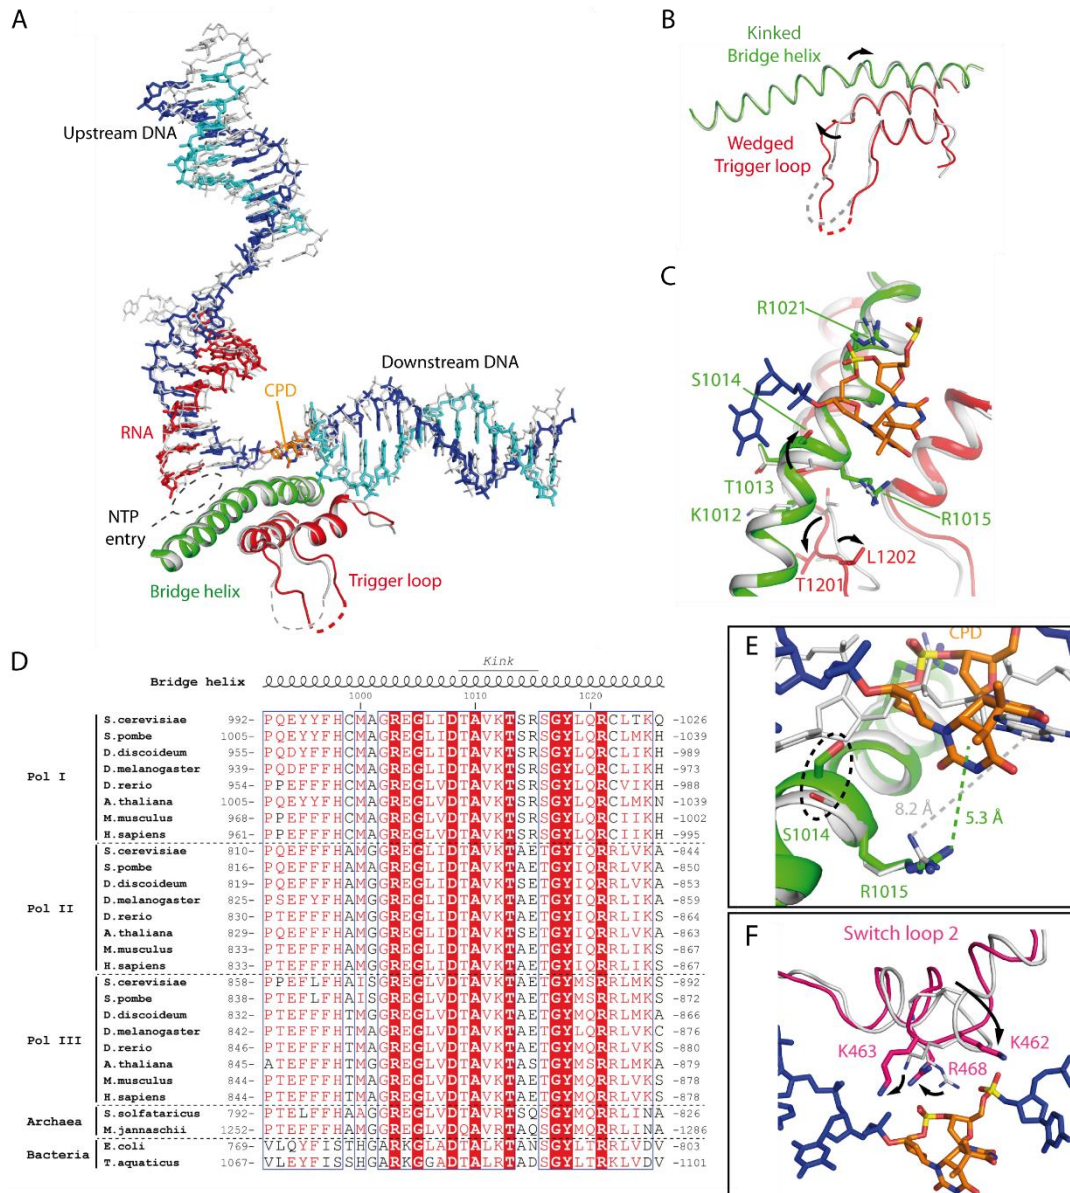 A
Upstream DNA
Downstream DNA
CPD
RNA
NTP
entry
Bridge helix
Trigger loop
B
Kinked
Bridge helix
Wedged
Trigger loop
C
R1021
S1014
T1013
K1012
R1015
L1202
T1201
D
Kink
Bridge helix
1000 1010 1020
Pol I
S.cerevisiae 992- PQEYYFHCMAGREGLIDTAVKTSRSGYLQRCLTKQ -1026
S.pombe 1005- PQEYYFHCMAGREGLIDTAVKTSRSGYLQRCLMKH -1039
D.discoideum 955- PQDYYFHCMAGREGLIDTAVKTSRSGYLQRCLMKH -989
D.melanogaster 939- PQDFFFHCMAGREGLIDTAVKTSRSGYLQRCLIKH -973
D.rerio 954- PPEFFFHCMAGREGLVDTAVKTSRSGYLQRCIIKH -988
A.thaliana 1005- PQEYYFHCMAGREGLVDTAVKTSRSGYLQRCLMKN -1039
M.musculus 968- PPEFFFHCMAGREGLVDTAVKTSRSGYLQRCIIKH -1002
H.sapiens 961- PPEFFFHCMAGREGLVDTAVKTSRSGYLQRCIIKH -995
Pol II
S.cerevisiae 810- PQEFFFHAMGGREGLIDTAVKTAETGYIQRRLVKA -844
S.pombe 816- PQEFFFHAMAGREGLIDTAVKTAETGYIQRRLVKA -850
D.discoideum 819- PQEFFFHAMGGREGLIDTAVKTSETGYIQRRLVKA -853
D.melanogaster 825- PSEFYFHAMGGREGLIDTAVKTAETGYIQRRLIKA -859
D.rerio 830- PTEFFFHAMGGREGLIDTAVKTAETGYIQRRLIKS -864
A.thaliana 829- PQEFFFHAMGGREGLIDTAVKTAETGYIQRRLVKA -863
M.musculus 833- PTEFFFHAMGGREGLIDTAVKTAETGYIQRRLIKS -867
H.sapiens 833- PTEFFFHAMGGREGLIDTAVKTAETGYIQRRLIKS -867
Pol III
S.cerevisiae 858- PPEFLFHAISGREGLVDTAVKTAETGYMSRRLMKS -892
S.pombe 838- PTEFLFHAISGREGLVDTAVKTAETGYMSRRLMKS -872
D.discoideum 832- PTEFFFHTMGGREGLVDTAVKTAETGYMQRRLMKA -866
D.melanogaster 842- PTEFFFHTMGGREGLVDTAVKTAETGYMQRRLVKC -876
D.rerio 846- PTEFFFHTMGGREGLVDTAVKTAETGYMQRRLVKS -880
A.thaliana 845- ATEFFFHTMGGREGLVDTAVKTAETGYMSRRLMKA -879
M.musculus 844- PTEFFFHTMAGREGLVDTAVKTAETGYMQRRLVKS -878
H.sapiens 844- PTEFFFHTMAGREGLVDTAVKTAETGYMQRRLVKS -878
Archaea
S.solfataricus 792- PTELFFHAAGGREGLVDTAVRTSQSGYMQRRLINA -826
M.jannaschii 1252- PTEFFFHAMGGREGLVDQAVRTAQSGYMQRRLINA -1286
Bacteria
E.coli 769- VLQYFISTHGARKGLADTALKTANSGYLTRRLVDV -803
T.aquaticus 1067- VLEYFISSHGARKGGADTALRTADSGYLTRKLVDV -1101
E
CPD
8.2 Å
5.3 Å
S1014
R1015
F
Switch loop 2
K463
K462
R468